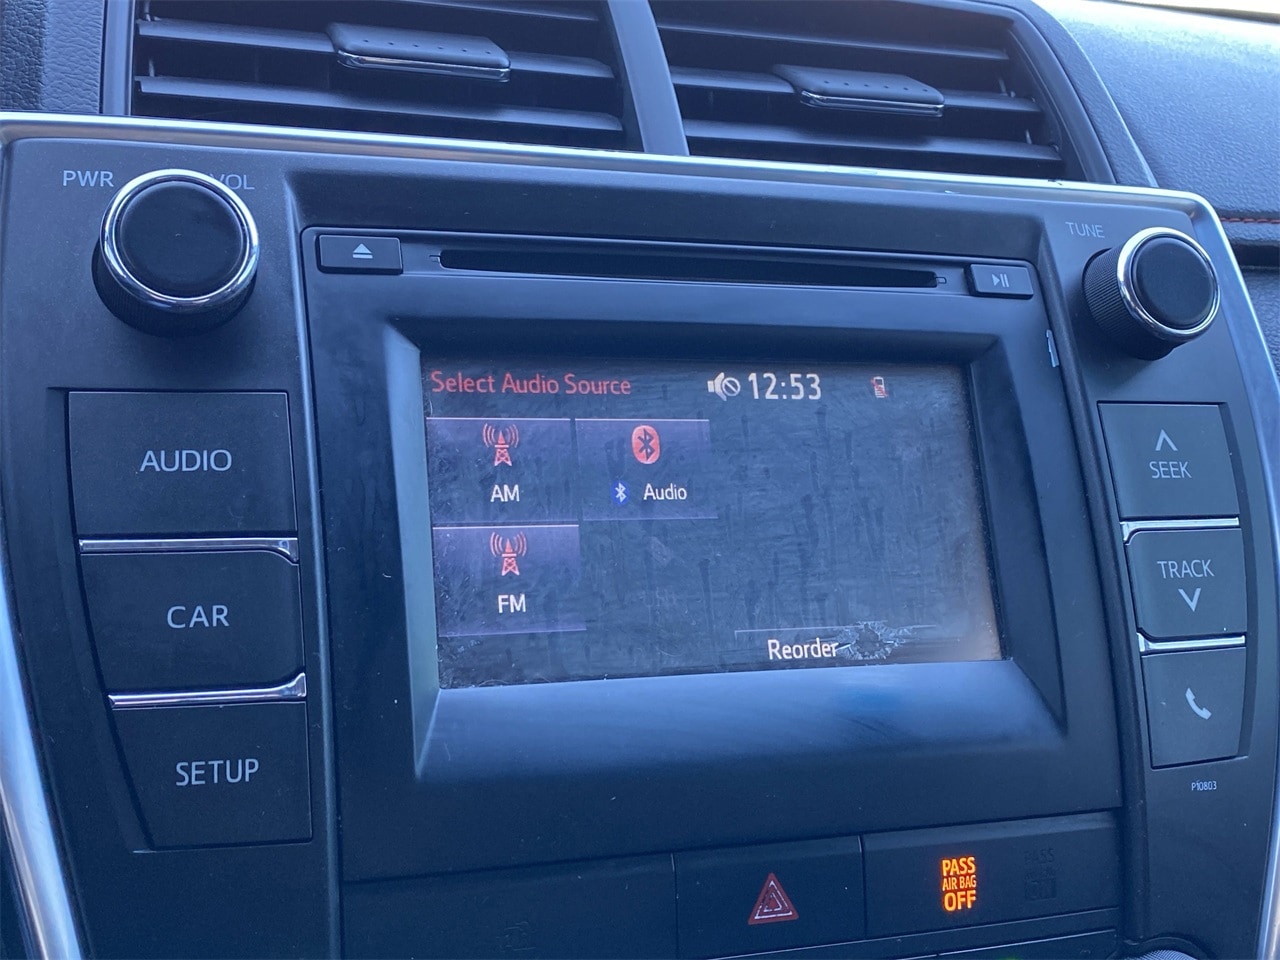 PWR
VOL
TUNE
Select Audio Source
12:53
AM
Audio
FM
Reorder
AUDIO
CAR
SETUP
SEEK
TRACK
P10803
PASS
AIR BAG
OFF
PASS